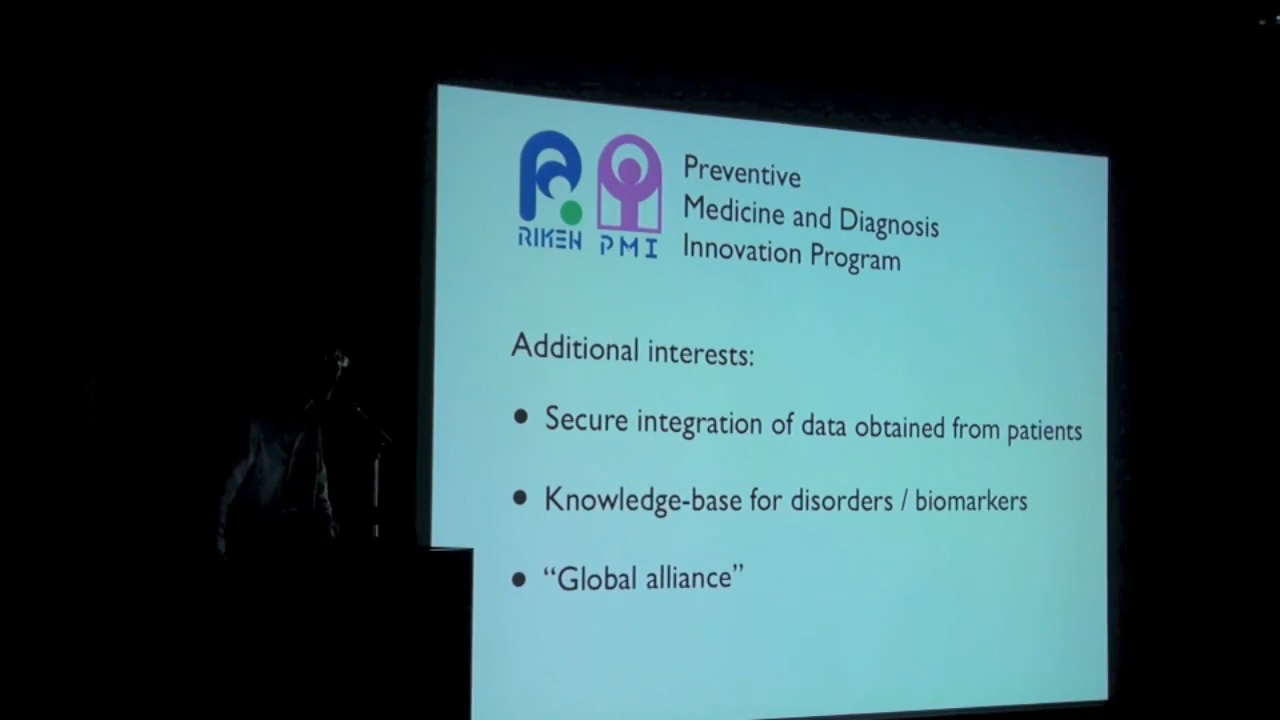 RIKEN PMI
Preventive
Medicine and Diagnosis
Innovation Program
Additional interests:
• Secure integration of data obtained from patients
• Knowledge-base for disorders / biomarkers
• “Global alliance”